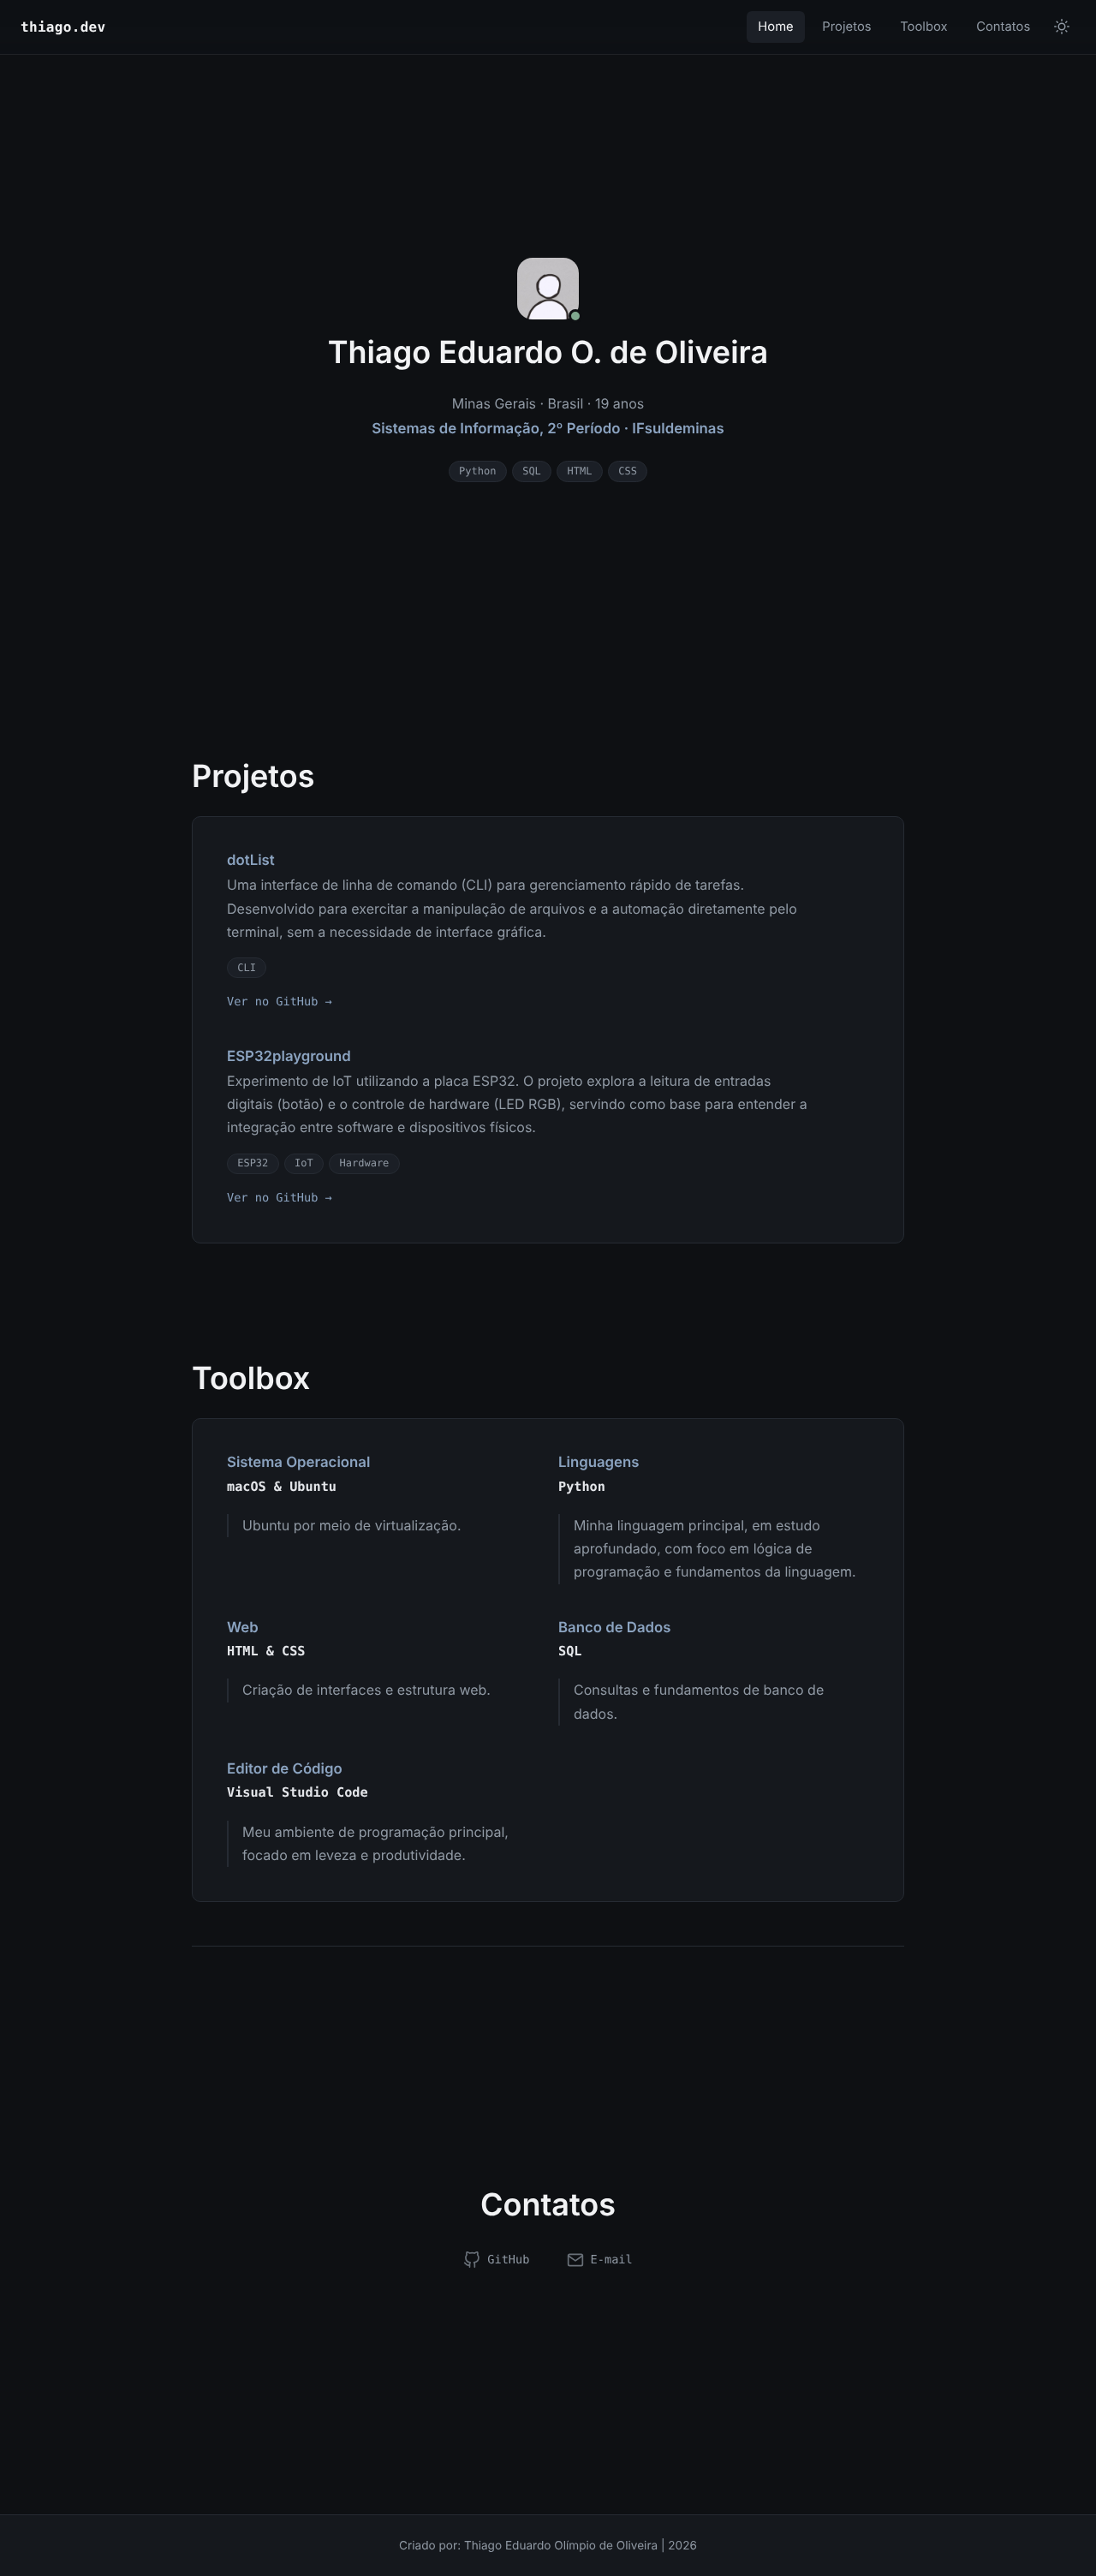 thiago.dev
Home
Projetos
Toolbox
Contatos
Thiago Eduardo O. de Oliveira
Minas Gerais · Brasil · 19 anos
Sistemas de Informação, 2º Período · IFsuldeminas
Python
SQL
HTML
CSS
Projetos
dotList
Uma interface de linha de comando (CLI) para gerenciamento rápido de tarefas.
Desenvolvido para exercitar a manipulação de arquivos e a automação diretamente pelo
terminal, sem a necessidade de interface gráfica.
CLI
Ver no GitHub →
ESP32playground
Experimento de IoT utilizando a placa ESP32. O projeto explora a leitura de entradas
digitais (botão) e o controle de hardware (LED RGB), servindo como base para entender a
integração entre software e dispositivos físicos.
ESP32
IoT
Hardware
Ver no GitHub →
Toolbox
Sistema Operacional
macOS & Ubuntu
Ubuntu por meio de virtualização.
Linguagens
Python
Minha linguagem principal, em estudo
aprofundado, com foco em lógica de
programação e fundamentos da linguagem.
Web
HTML & CSS
Criação de interfaces e estrutura web.
Banco de Dados
SQL
Consultas e fundamentos de banco de
dados.
Editor de Código
Visual Studio Code
Meu ambiente de programação principal,
focado em leveza e produtividade.
Contatos
GitHub
E-mail
Criado por: Thiago Eduardo Olímpio de Oliveira | 2026